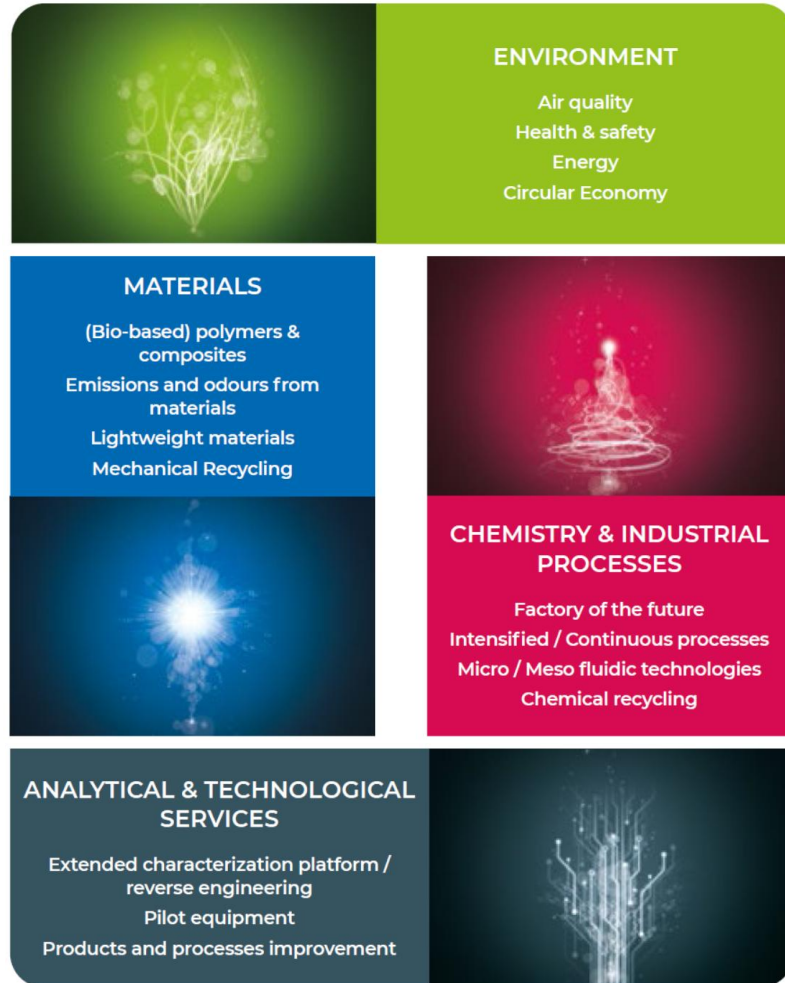 ENVIRONMENT
Air quality
Health & safety
Energy
Circular Economy
MATERIALS
(Bio-based) polymers &
composites
Emissions and odours from
materials
Lightweight materials
Mechanical Recycling
CHEMISTRY & INDUSTRIAL
PROCESSES
Factory of the future
Intensified / Continuous processes
Micro / Meso fluidic technologies
Chemical recycling
ANALYTICAL & TECHNOLOGICAL
SERVICES
Extended characterization platform /
reverse engineering
Pilot equipment
Products and processes improvement